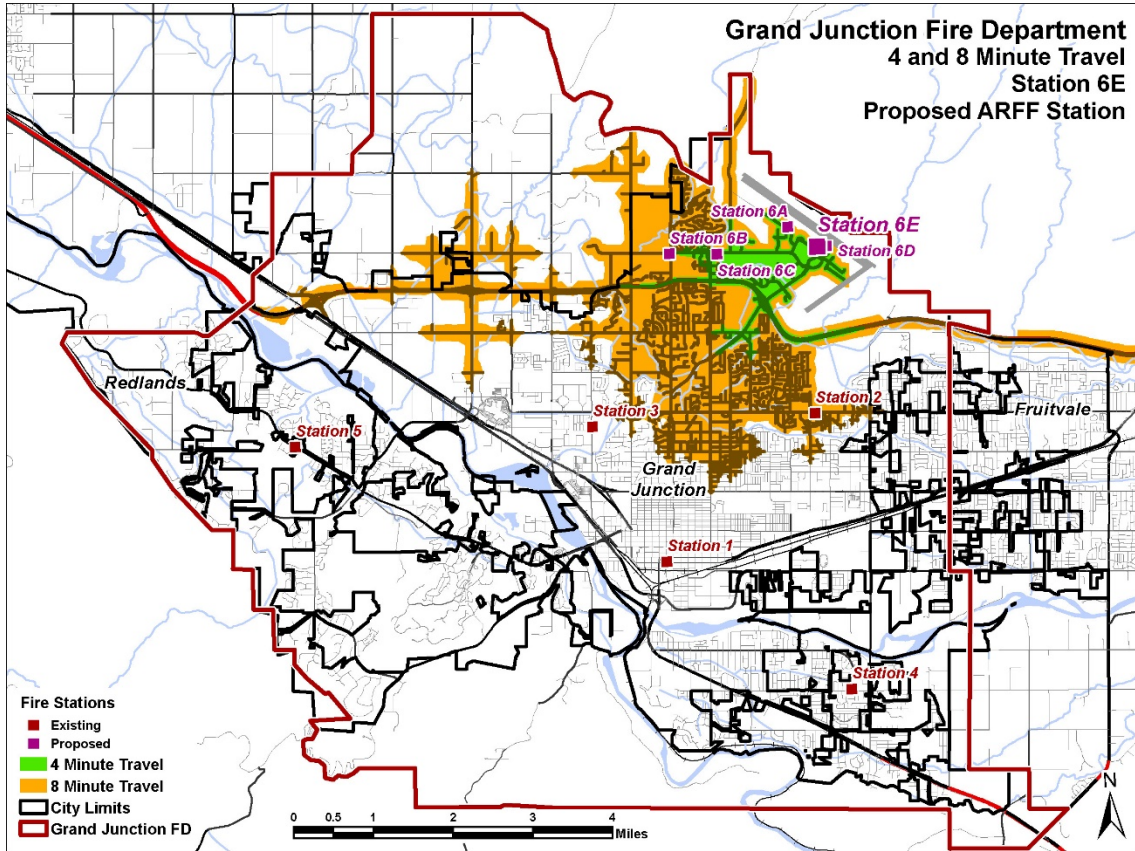 Grand Junction Fire Department
4 and 8 Minute Travel
Station 6E
Proposed ARFF Station
Station 6A
Station 6E
Station 6B
Station 6D
Station 6C
Redlands
Station 2
Fruitvale
Station 3
Station 5
Grand
Junction
Station 1
Station 4
Fire Stations
Existing
Proposed
4 Minute Travel
8 Minute Travel
City Limits
Grand Junction FD
0 0.5 1 2 3 4
Miles
N